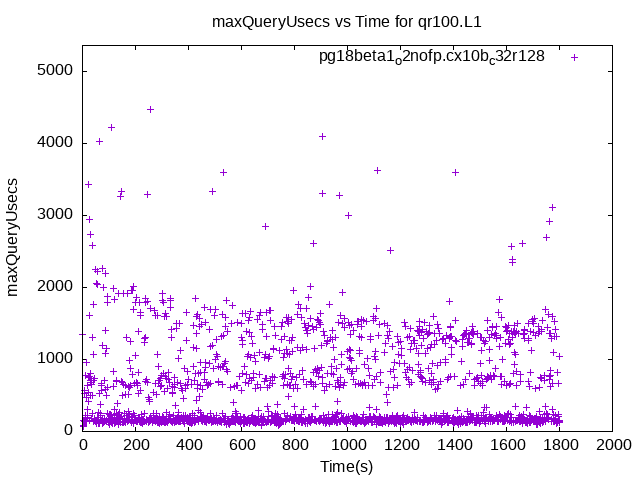 maxQueryUsecs vs Time for qr100.L1
pg18beta1_o2nofp.cx10b_c32r128
maxQueryUsecs
5000
4000
3000
2000
1000
0
0 200 400 600 800 1000 1200 1400 1600 1800 2000
Time(s)